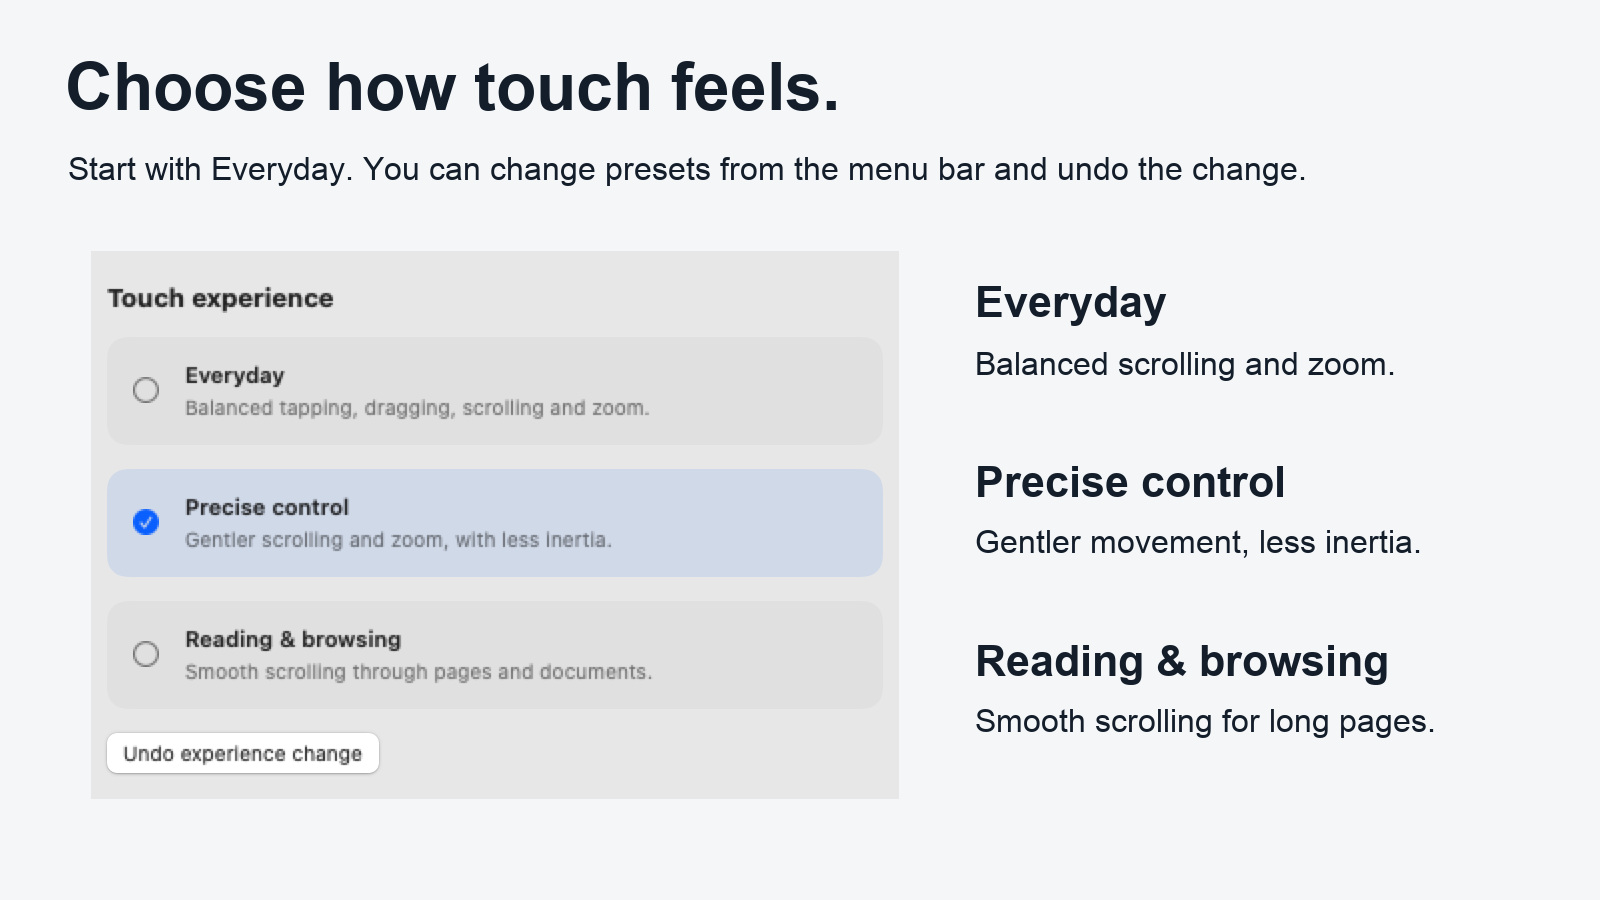 Choose how touch feels.
Start with Everyday. You can change presets from the menu bar and undo the change.
Touch experience
Everyday
Balanced tapping, dragging, scrolling and zoom.
Precise control
Gentler scrolling and zoom, with less inertia.
Reading & browsing
Smooth scrolling through pages and documents.
Undo experience change
Everyday
Balanced scrolling and zoom.
Precise control
Gentler movement, less inertia.
Reading & browsing
Smooth scrolling for long pages.